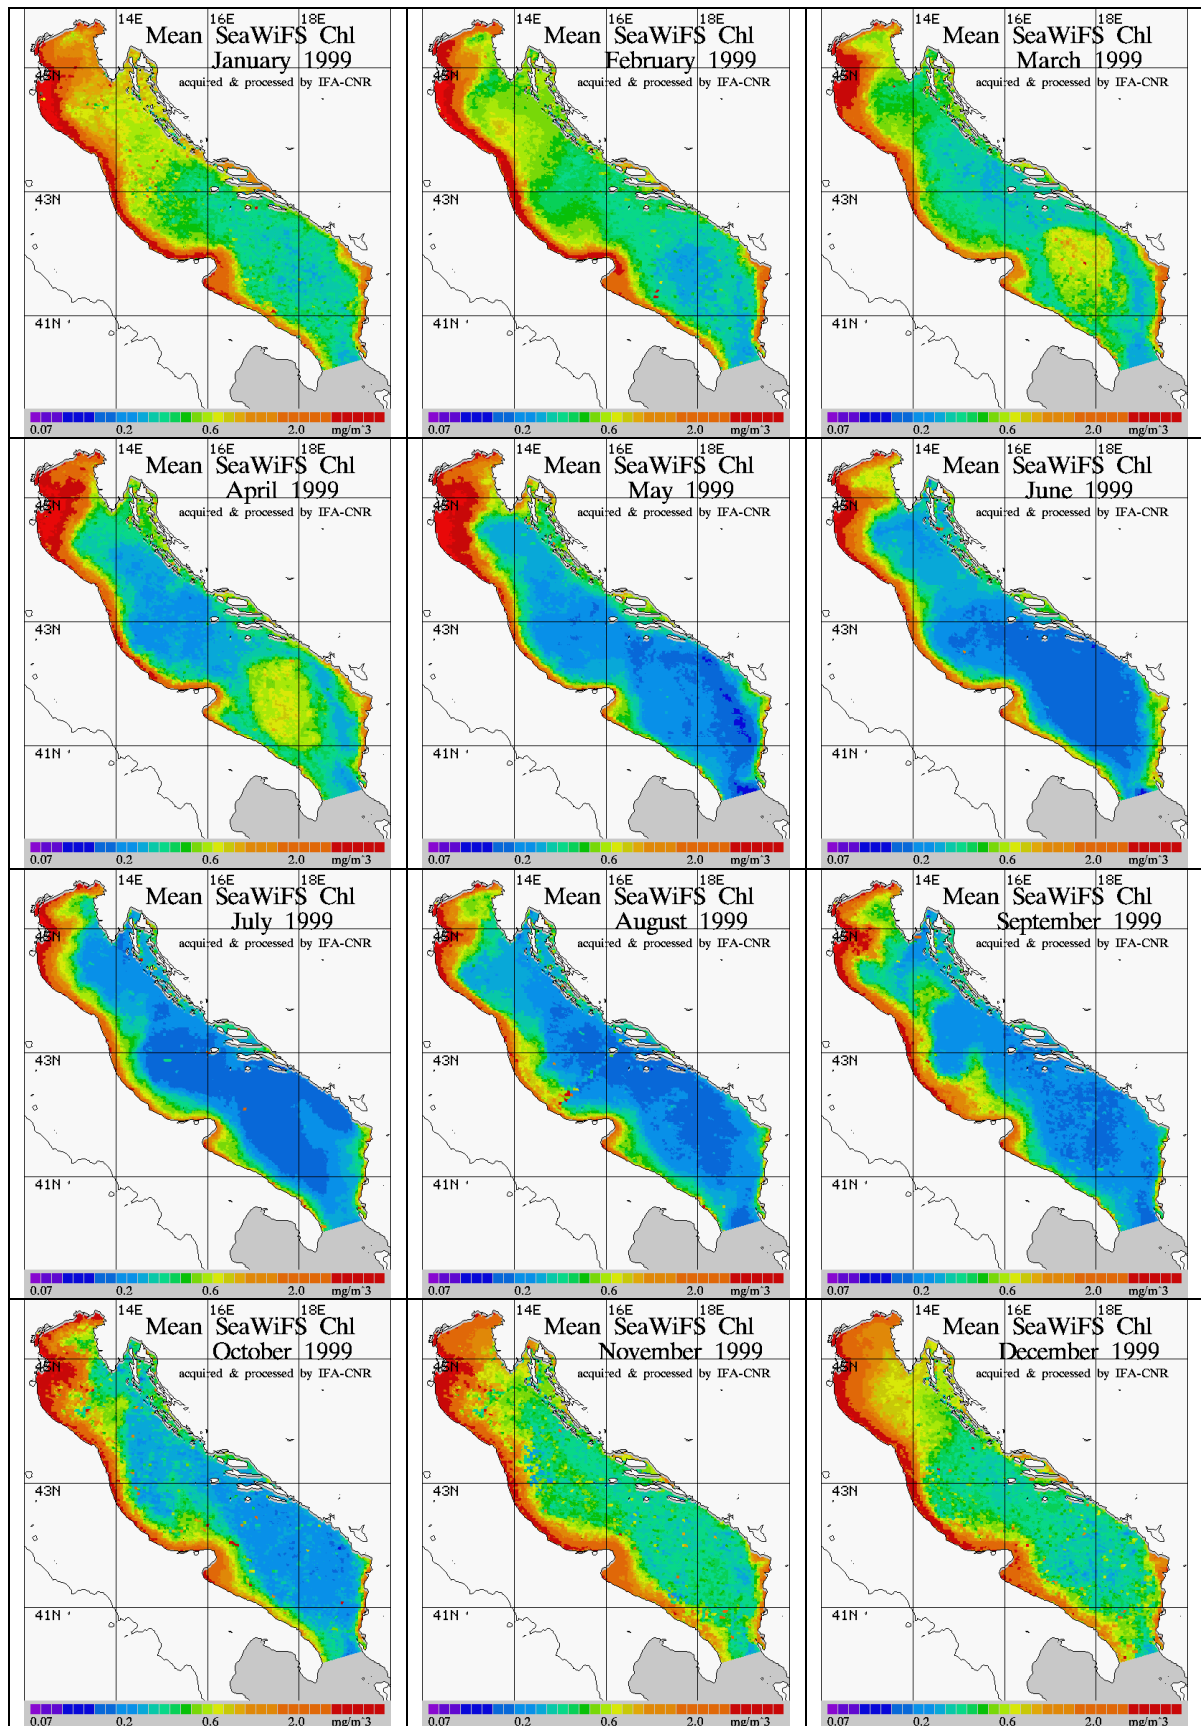 14E 16E 18E
Mean SeaWiFS Chl
January 1999
45N
acquired & processed by IFA-CNR
43N
41N
0.07 0.2 0.6 2.0 mg/m^3
14E 16E 18E
Mean SeaWiFS Chl
February 1999
45N
acquired & processed by IFA-CNR
43N
41N
0.07 0.2 0.6 2.0 mg/m^3
14E 16E 18E
Mean SeaWiFS Chl
March 1999
45N
acquired & processed by IFA-CNR
43N
41N
0.07 0.2 0.6 2.0 mg/m^3
14E 16E 18E
Mean SeaWiFS Chl
April 1999
45N
acquired & processed by IFA-CNR
43N
41N
0.07 0.2 0.6 2.0 mg/m^3
14E 16E 18E
Mean SeaWiFS Chl
May 1999
45N
acquired & processed by IFA-CNR
43N
41N
0.07 0.2 0.6 2.0 mg/m^3
14E 16E 18E
Mean SeaWiFS Chl
June 1999
45N
acquired & processed by IFA-CNR
43N
41N
0.07 0.2 0.6 2.0 mg/m^3
14E 16E 18E
Mean SeaWiFS Chl
July 1999
45N
acquired & processed by IFA-CNR
43N
41N
0.07 0.2 0.6 2.0 mg/m^3
14E 16E 18E
Mean SeaWiFS Chl
August 1999
45N
acquired & processed by IFA-CNR
43N
41N
0.07 0.2 0.6 2.0 mg/m^3
14E 16E 18E
Mean SeaWiFS Chl
September 1999
45N
acquired & processed by IFA-CNR
43N
41N
0.07 0.2 0.6 2.0 mg/m^3
14E 16E 18E
Mean SeaWiFS Chl
October 1999
45N
acquired & processed by IFA-CNR
43N
41N
0.07 0.2 0.6 2.0 mg/m^3
14E 16E 18E
Mean SeaWiFS Chl
November 1999
45N
acquired & processed by IFA-CNR
43N
41N
0.07 0.2 0.6 2.0 mg/m^3
14E 16E 18E
Mean SeaWiFS Chl
December 1999
45N
acquired & processed by IFA-CNR
43N
41N
0.07 0.2 0.6 2.0 mg/m^3